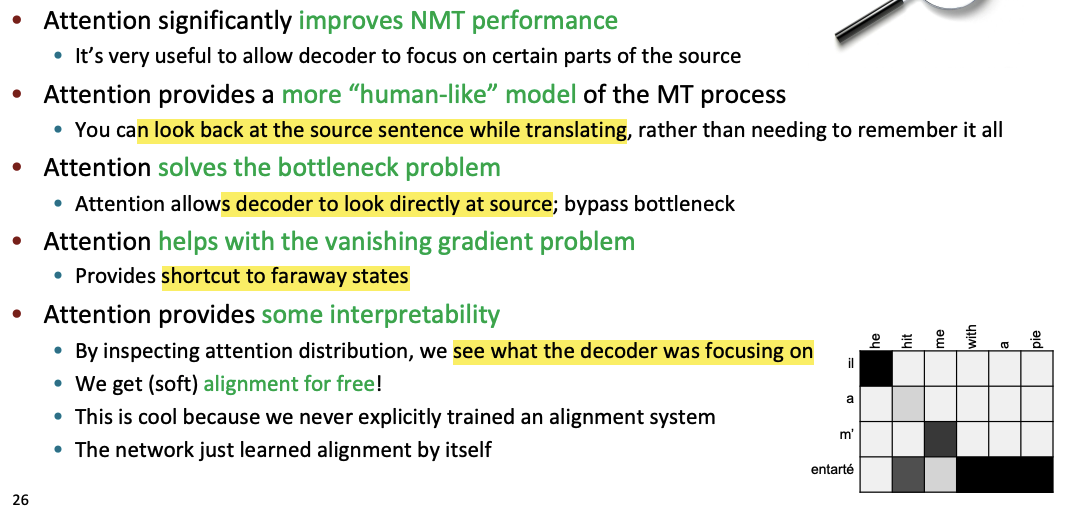 • Attention significantly improves NMT performance
• It's very useful to allow decoder to focus on certain parts of the source
• Attention provides a more “human-like” model of the MT process
• You can look back at the source sentence while translating, rather than needing to remember it all
• Attention solves the bottleneck problem
• Attention allows decoder to look directly at source; bypass bottleneck
• Attention helps with the vanishing gradient problem
• Provides shortcut to faraway states
• Attention provides some interpretability
• By inspecting attention distribution, we see what the decoder was focusing on
• We get (soft) alignment for free!
• This is cool because we never explicitly trained an alignment system
• The network just learned alignment by itself
he hit me with a pie
il
a
m'
entarté
26